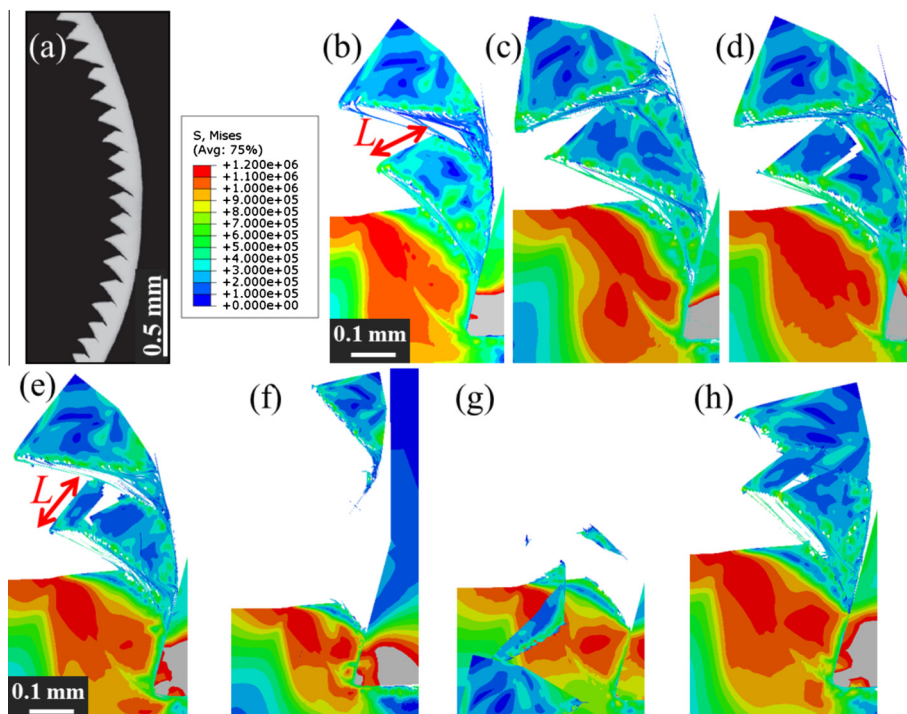 (a)
0.5 mm
S, Mises
(Avg: 75%)
+1.200e+06
+1.100e+06
+1.000e+06
+9.000e+05
+8.000e+05
+7.000e+05
+6.000e+05
+5.000e+05
+4.000e+05
+3.000e+05
+2.000e+05
+1.000e+05
+0.000e+00
(b)
L
0.1 mm
(c)
(d)
(e)
L
0.1 mm
(f)
(g)
(h)